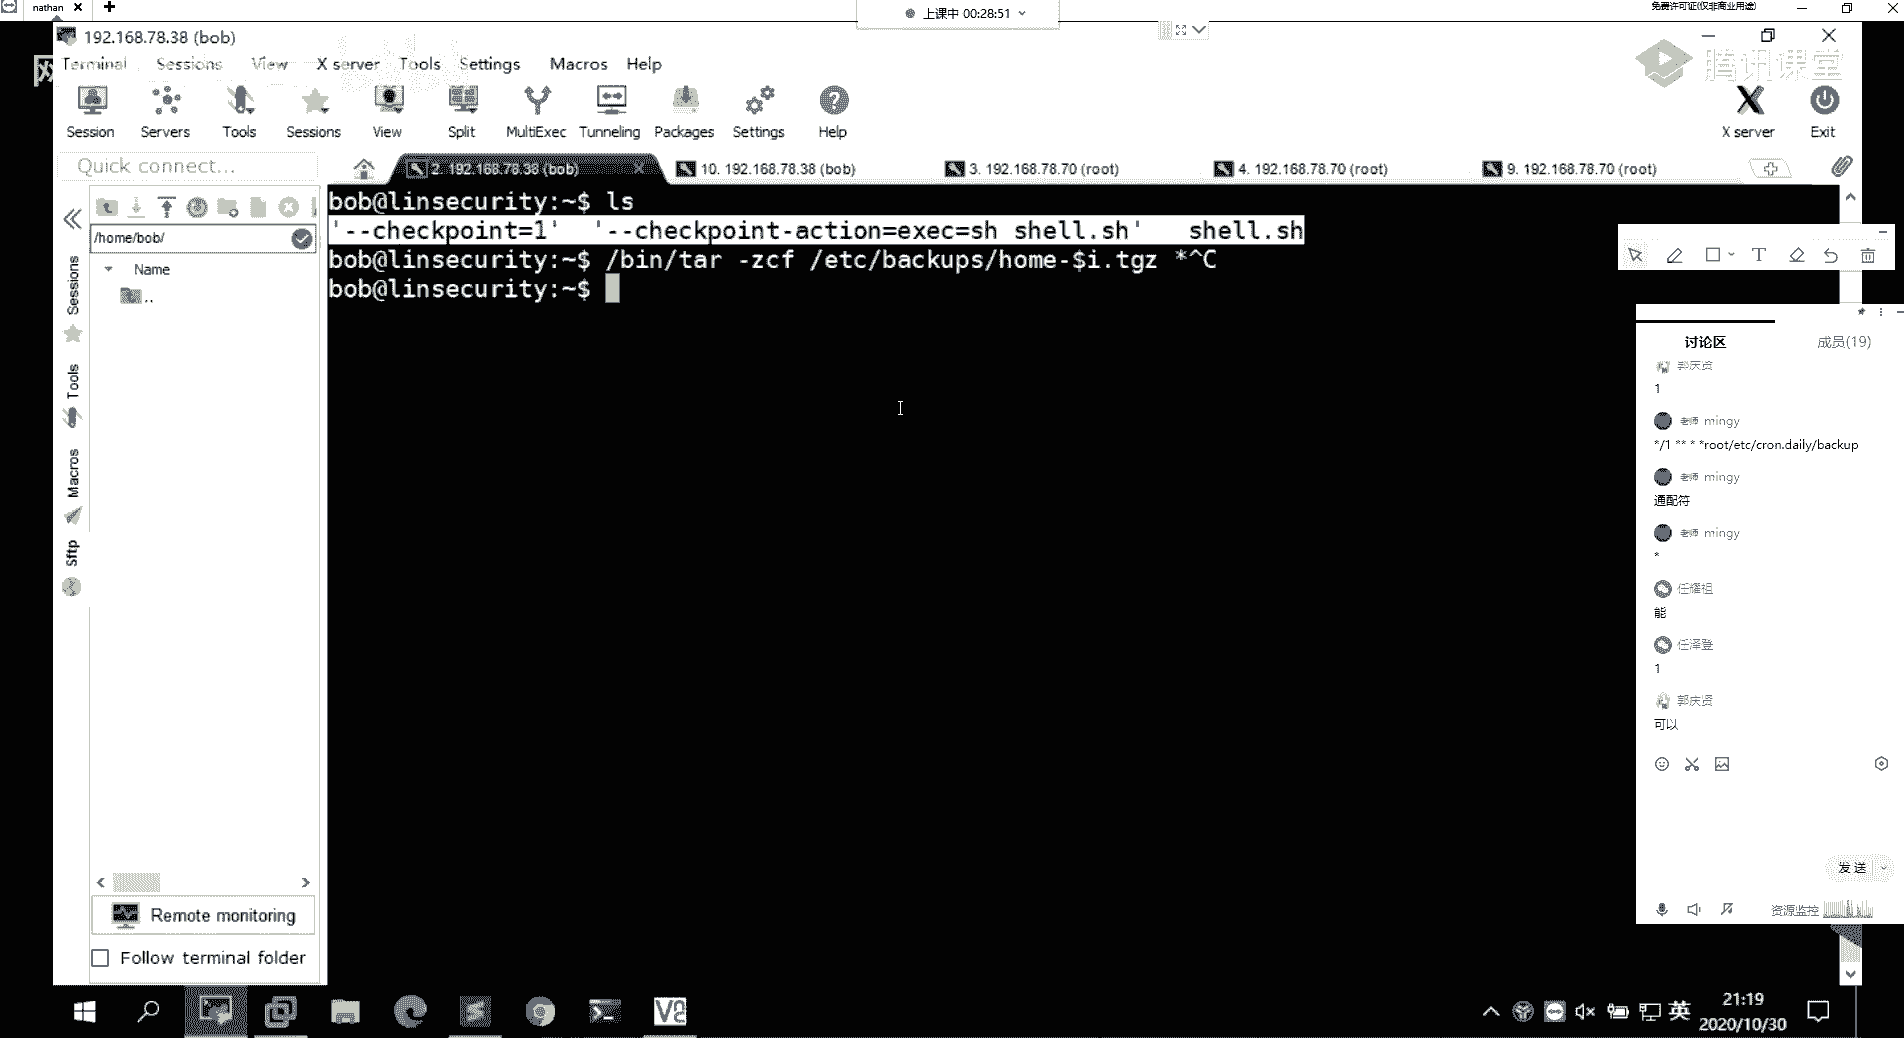 nathan
上课中 00:28:51
免费许可证(仅非商业用途)
192.168.78.38 (bob)
Terminal Sessions View X server Tools Settings Macros Help
腾讯课堂
Session Servers Tools Sessions View Split MultiExec Tunneling Packages Settings Help X server Exit
Quick connect...
2. 192.168.78.38 (bob)
10. 192.168.78.38 (bob)
3. 192.168.78.70 (root)
4. 192.168.78.70 (root)
9. 192.168.78.70 (root)
/home/bob/
Name
..
Sessions
Tools
Macros
Sftp
bob@linsecurity:~$ ls
'--checkpoint=1' '--checkpoint-action=exec=sh shell.sh' shell.sh
bob@linsecurity:~$ /bin/tar -zcf /etc/backups/home-$i.tgz *^C
bob@linsecurity:~$
讨论区 成员(19)
郭庆贤
1
老师 mingy
*/1 ** * *root/etc/cron.daily/backup
老师 mingy
通配符
老师 mingy
*
任耀祖
能
任泽登
1
郭庆贤
可以
发送
资源监控
Remote monitoring
Follow terminal folder
英
21:19
2020/10/30